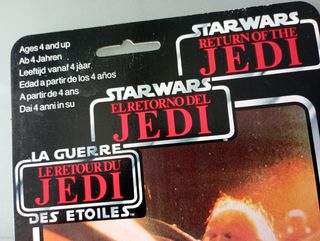 Ages 4 and up
Ab 4 Jahren
Leeftijd vanaf 4 jàar
Edad a partir de los 4 años
A partir de 4 ans
Dai 4 anni in su
STAR WARS
RETURN OF THE
JEDI
STAR WARS
EL RETORNO DEL
JEDI
LA GUERRE
LE RETOUR DU
JEDI
DES ETOILES